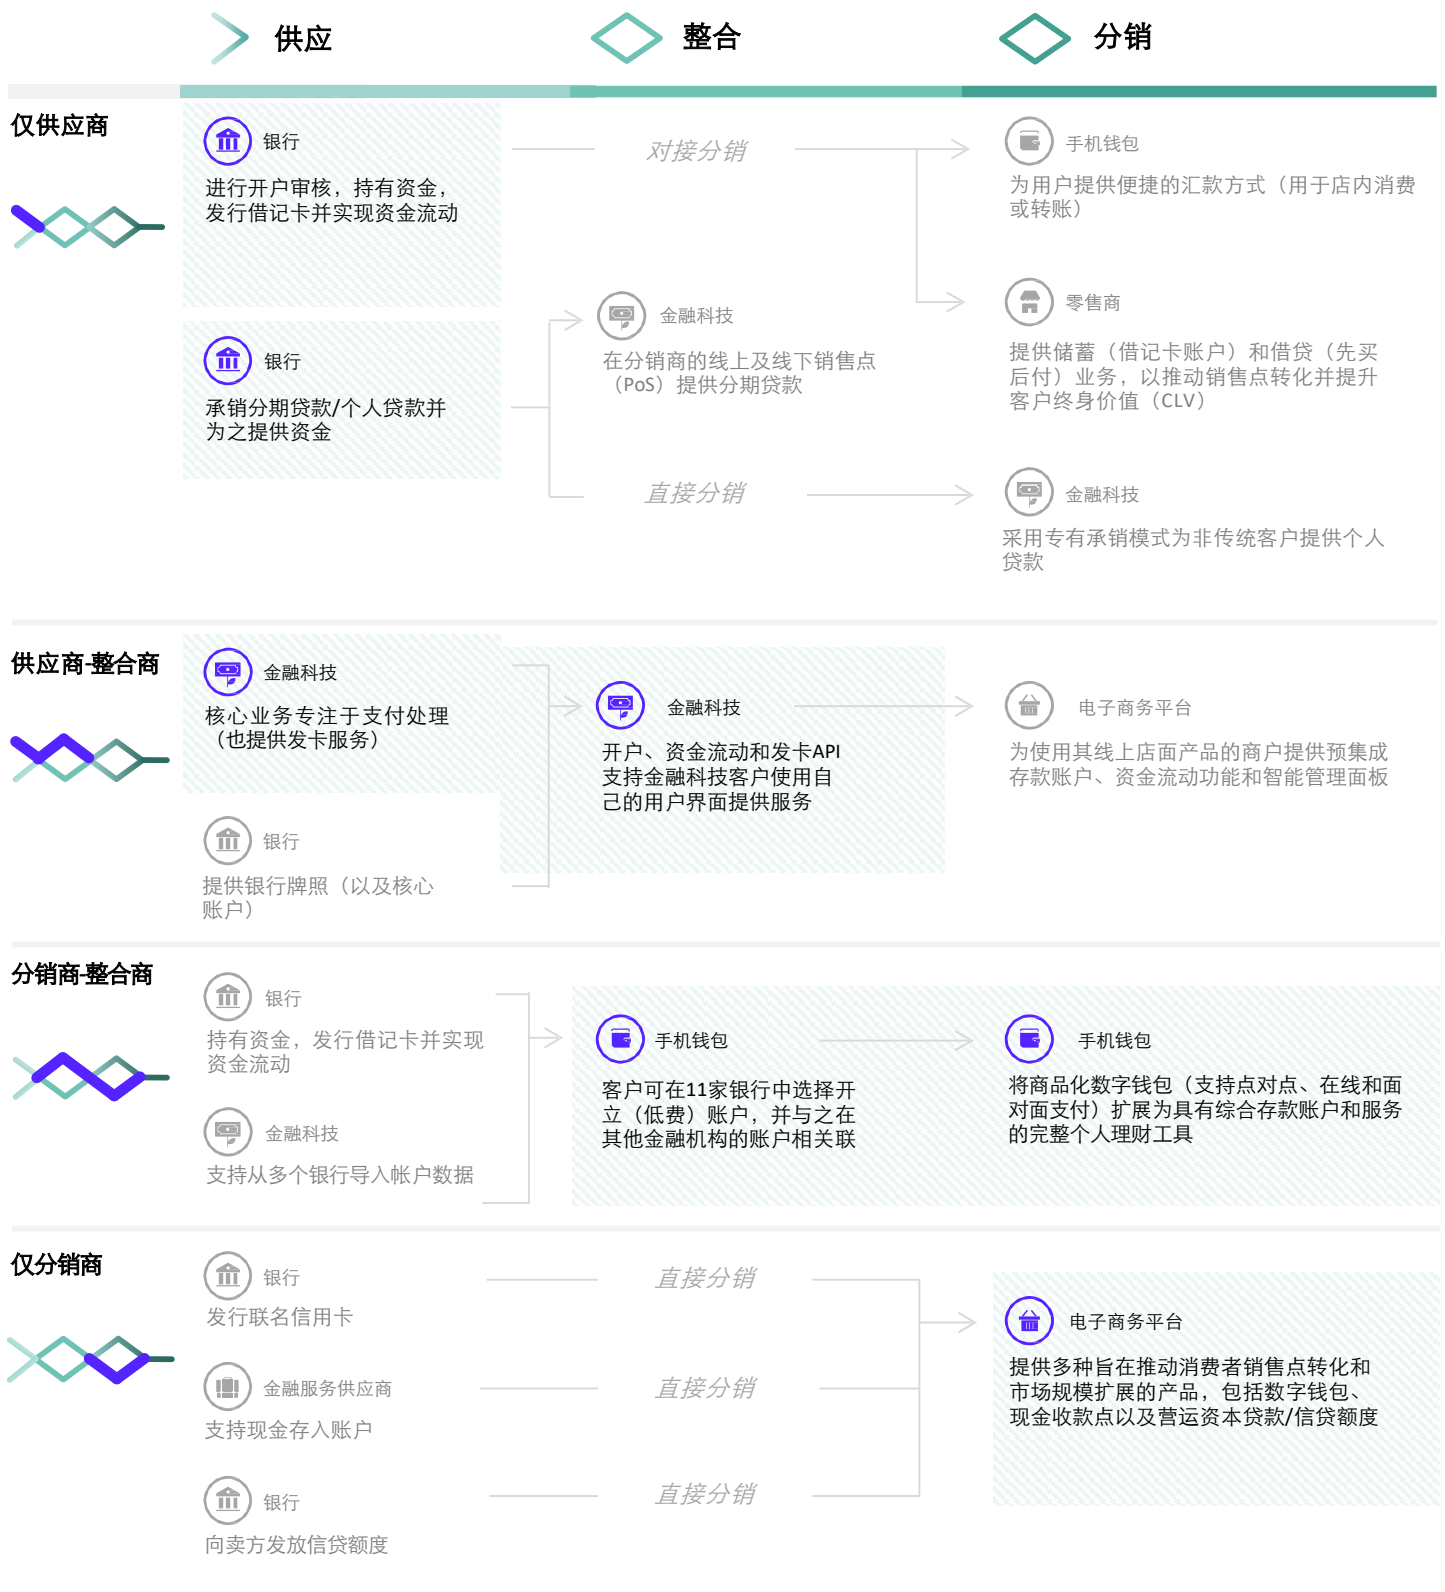 供应
整合
分销
仅供应商
银行
进行开户审核，持有资金，
发行借记卡并实现资金流动
对接分销
手机钱包
为用户提供便捷的汇款方式（用于店内消费
或转账）
银行
承销分期贷款/个人贷款并
为之提供资金
金融科技
在分销商的线上及线下销售点
（PoS）提供分期贷款
零售商
提供储蓄（借记卡账户）和借贷（先买
后付）业务，以推动销售点转化并提升
客户终身价值（CLV）
直接分销
金融科技
采用专有承销模式为非传统客户提供个人
贷款
供应商-整合商
金融科技
核心业务专注于支付处理
（也提供发卡服务）
银行
提供银行牌照（以及核心
账户）
金融科技
开户、资金流动和发卡API
支持金融科技客户使用自
己的用户界面提供服务
电子商务平台
为使用其线上店面产品的商户提供预集成
存款账户、资金流动功能和智能管理面板
分销商-整合商
银行
持有资金，发行借记卡并实现
资金流动
金融科技
支持从多个银行导入帐户数据
手机钱包
客户可在11家银行中选择开
立（低费）账户，并与之在
其他金融机构的账户相关联
手机钱包
将商品化数字钱包（支持点对点、在线和面
对面支付）扩展为具有综合存款账户和服务
的完整个人理财工具
仅分销商
银行
发行联名信用卡
直接分销
金融服务供应商
支持现金存入账户
直接分销
银行
向卖方发放信贷额度
直接分销
电子商务平台
提供多种旨在推动消费者销售点转化和
市场规模扩展的产品，包括数字钱包、
现金收款点以及营运资本贷款/信贷额度